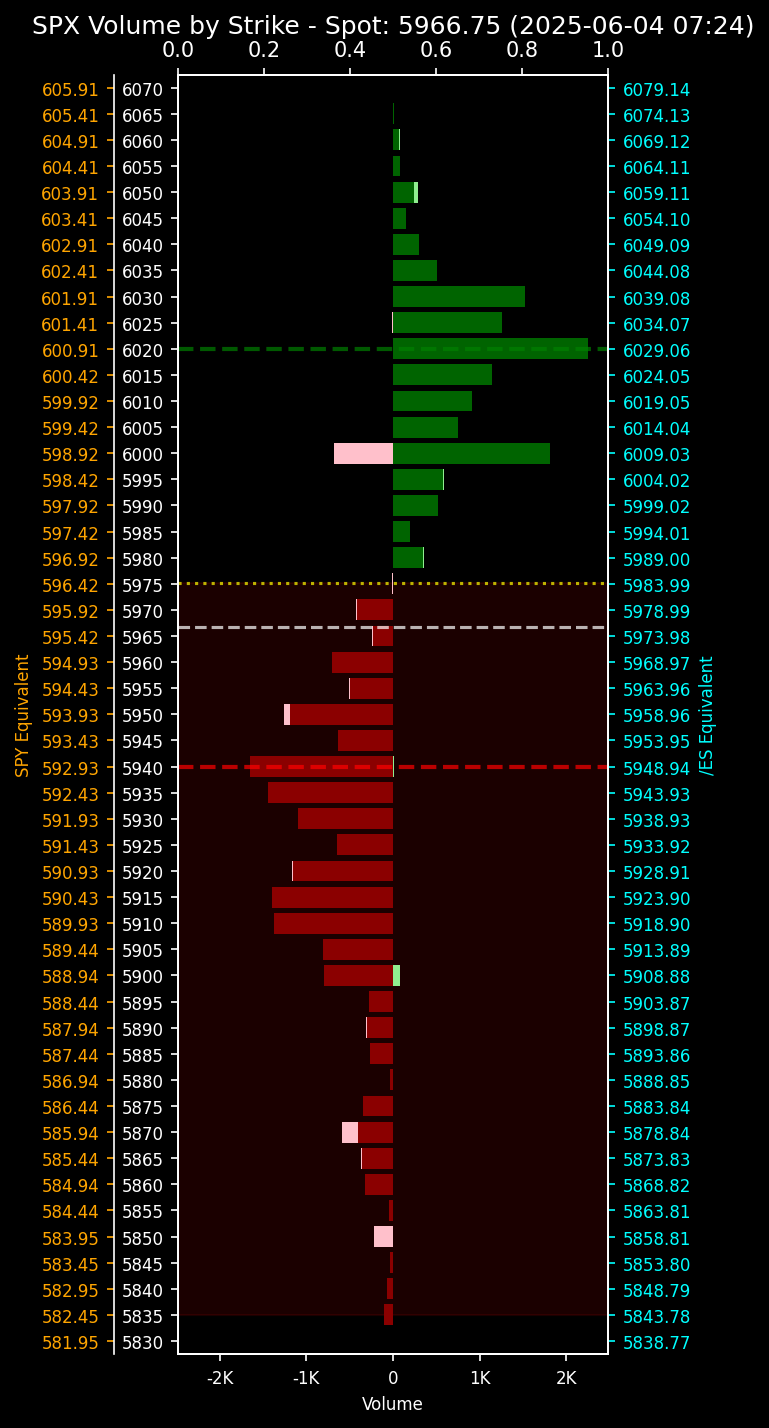 SPX Volume by Strike - Spot: 5966.75 (2025-06-04 07:24)
0.0 0.2 0.4 0.6 0.8 1.0
605.91 6070 6079.14
605.41 6065 6074.13
604.91 6060 6069.12
604.41 6055 6064.11
603.91 6050 6059.11
603.41 6045 6054.10
602.91 6040 6049.09
602.41 6035 6044.08
601.91 6030 6039.08
601.41 6025 6034.07
600.91 6020 6029.06
600.42 6015 6024.05
599.92 6010 6019.05
599.42 6005 6014.04
598.92 6000 6009.03
598.42 5995 6004.02
597.92 5990 5999.02
597.42 5985 5994.01
596.92 5980 5989.00
596.42 5975 5983.99
595.92 5970 5978.99
595.42 5965 5973.98
594.93 5960 5968.97
594.43 5955 5963.96
593.93 5950 5958.96
593.43 5945 5953.95
592.93 5940 5948.94
592.43 5935 5943.93
591.93 5930 5938.93
591.43 5925 5933.92
590.93 5920 5928.91
590.43 5915 5923.90
589.93 5910 5918.90
589.44 5905 5913.89
588.94 5900 5908.88
588.44 5895 5903.87
587.94 5890 5898.87
587.44 5885 5893.86
586.94 5880 5888.85
586.44 5875 5883.84
585.94 5870 5878.84
585.44 5865 5873.83
584.94 5860 5868.82
584.44 5855 5863.81
583.95 5850 5858.81
583.45 5845 5853.80
582.95 5840 5848.79
582.45 5835 5843.78
581.95 5830 5838.77
SPY Equivalent
/ES Equivalent
-2K -1K 0 1K 2K
Volume